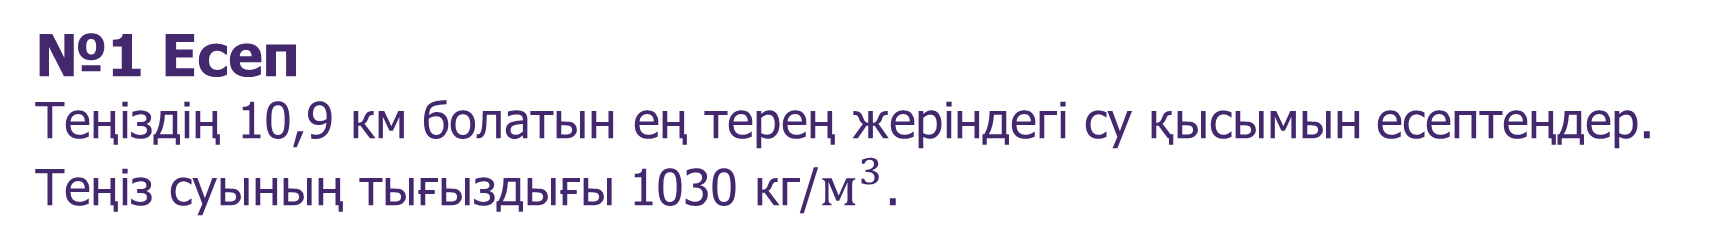 №1 Есеп
Теңіздің 10,9 км болатын ең терең жеріндегі су қысымын есептеңдер.
Теңіз суының тығыздығы 1030 кг/м³.